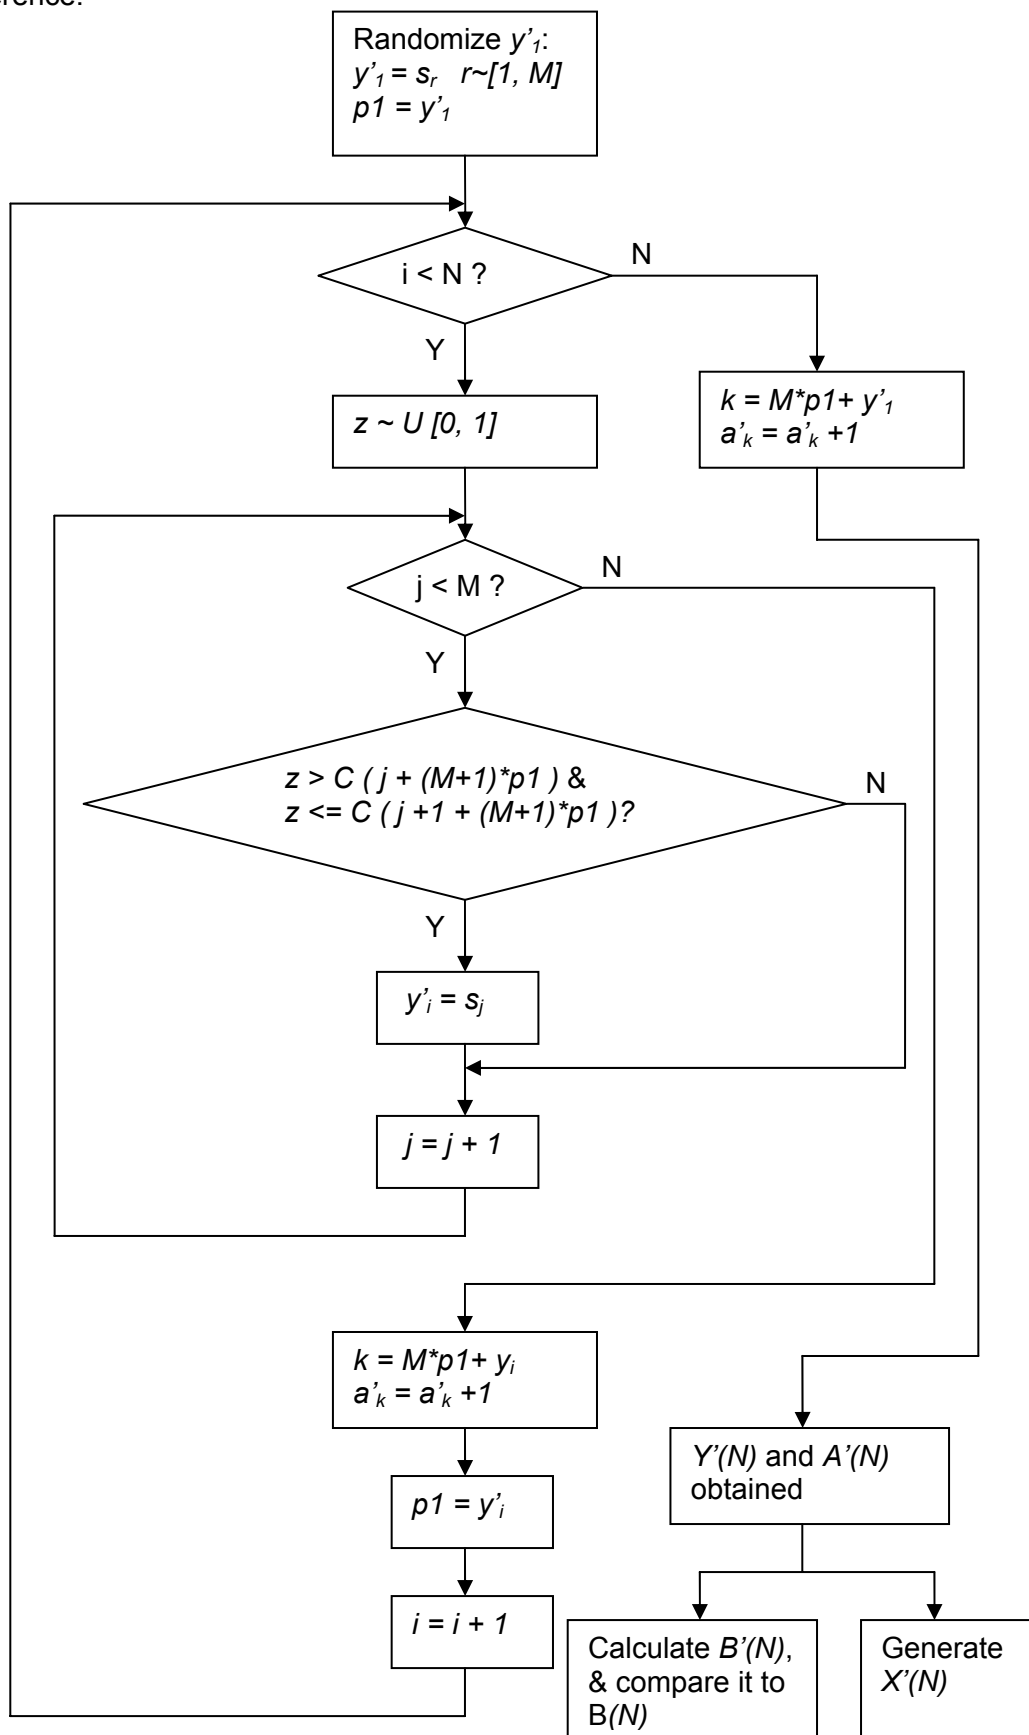 Randomize y'₁:
y'₁ = sᵣ r~[1, M]
p1 = y'₁
i < N ?
N
Y
z ~ U [0, 1]
k = M*p1+ y'₁
a'ₖ = a'ₖ +1
j < M ?
N
Y
z > C ( j + (M+1)*p1 ) &
z <= C ( j +1 + (M+1)*p1 )?
N
Y
y'ᵢ = sⱼ
j = j + 1
k = M*p1+ yᵢ
a'ₖ = a'ₖ +1
p1 = y'ᵢ
i = i + 1
Y'(N) and A'(N)
obtained
Calculate B'(N),
& compare it to
B(N)
Generate
X'(N)